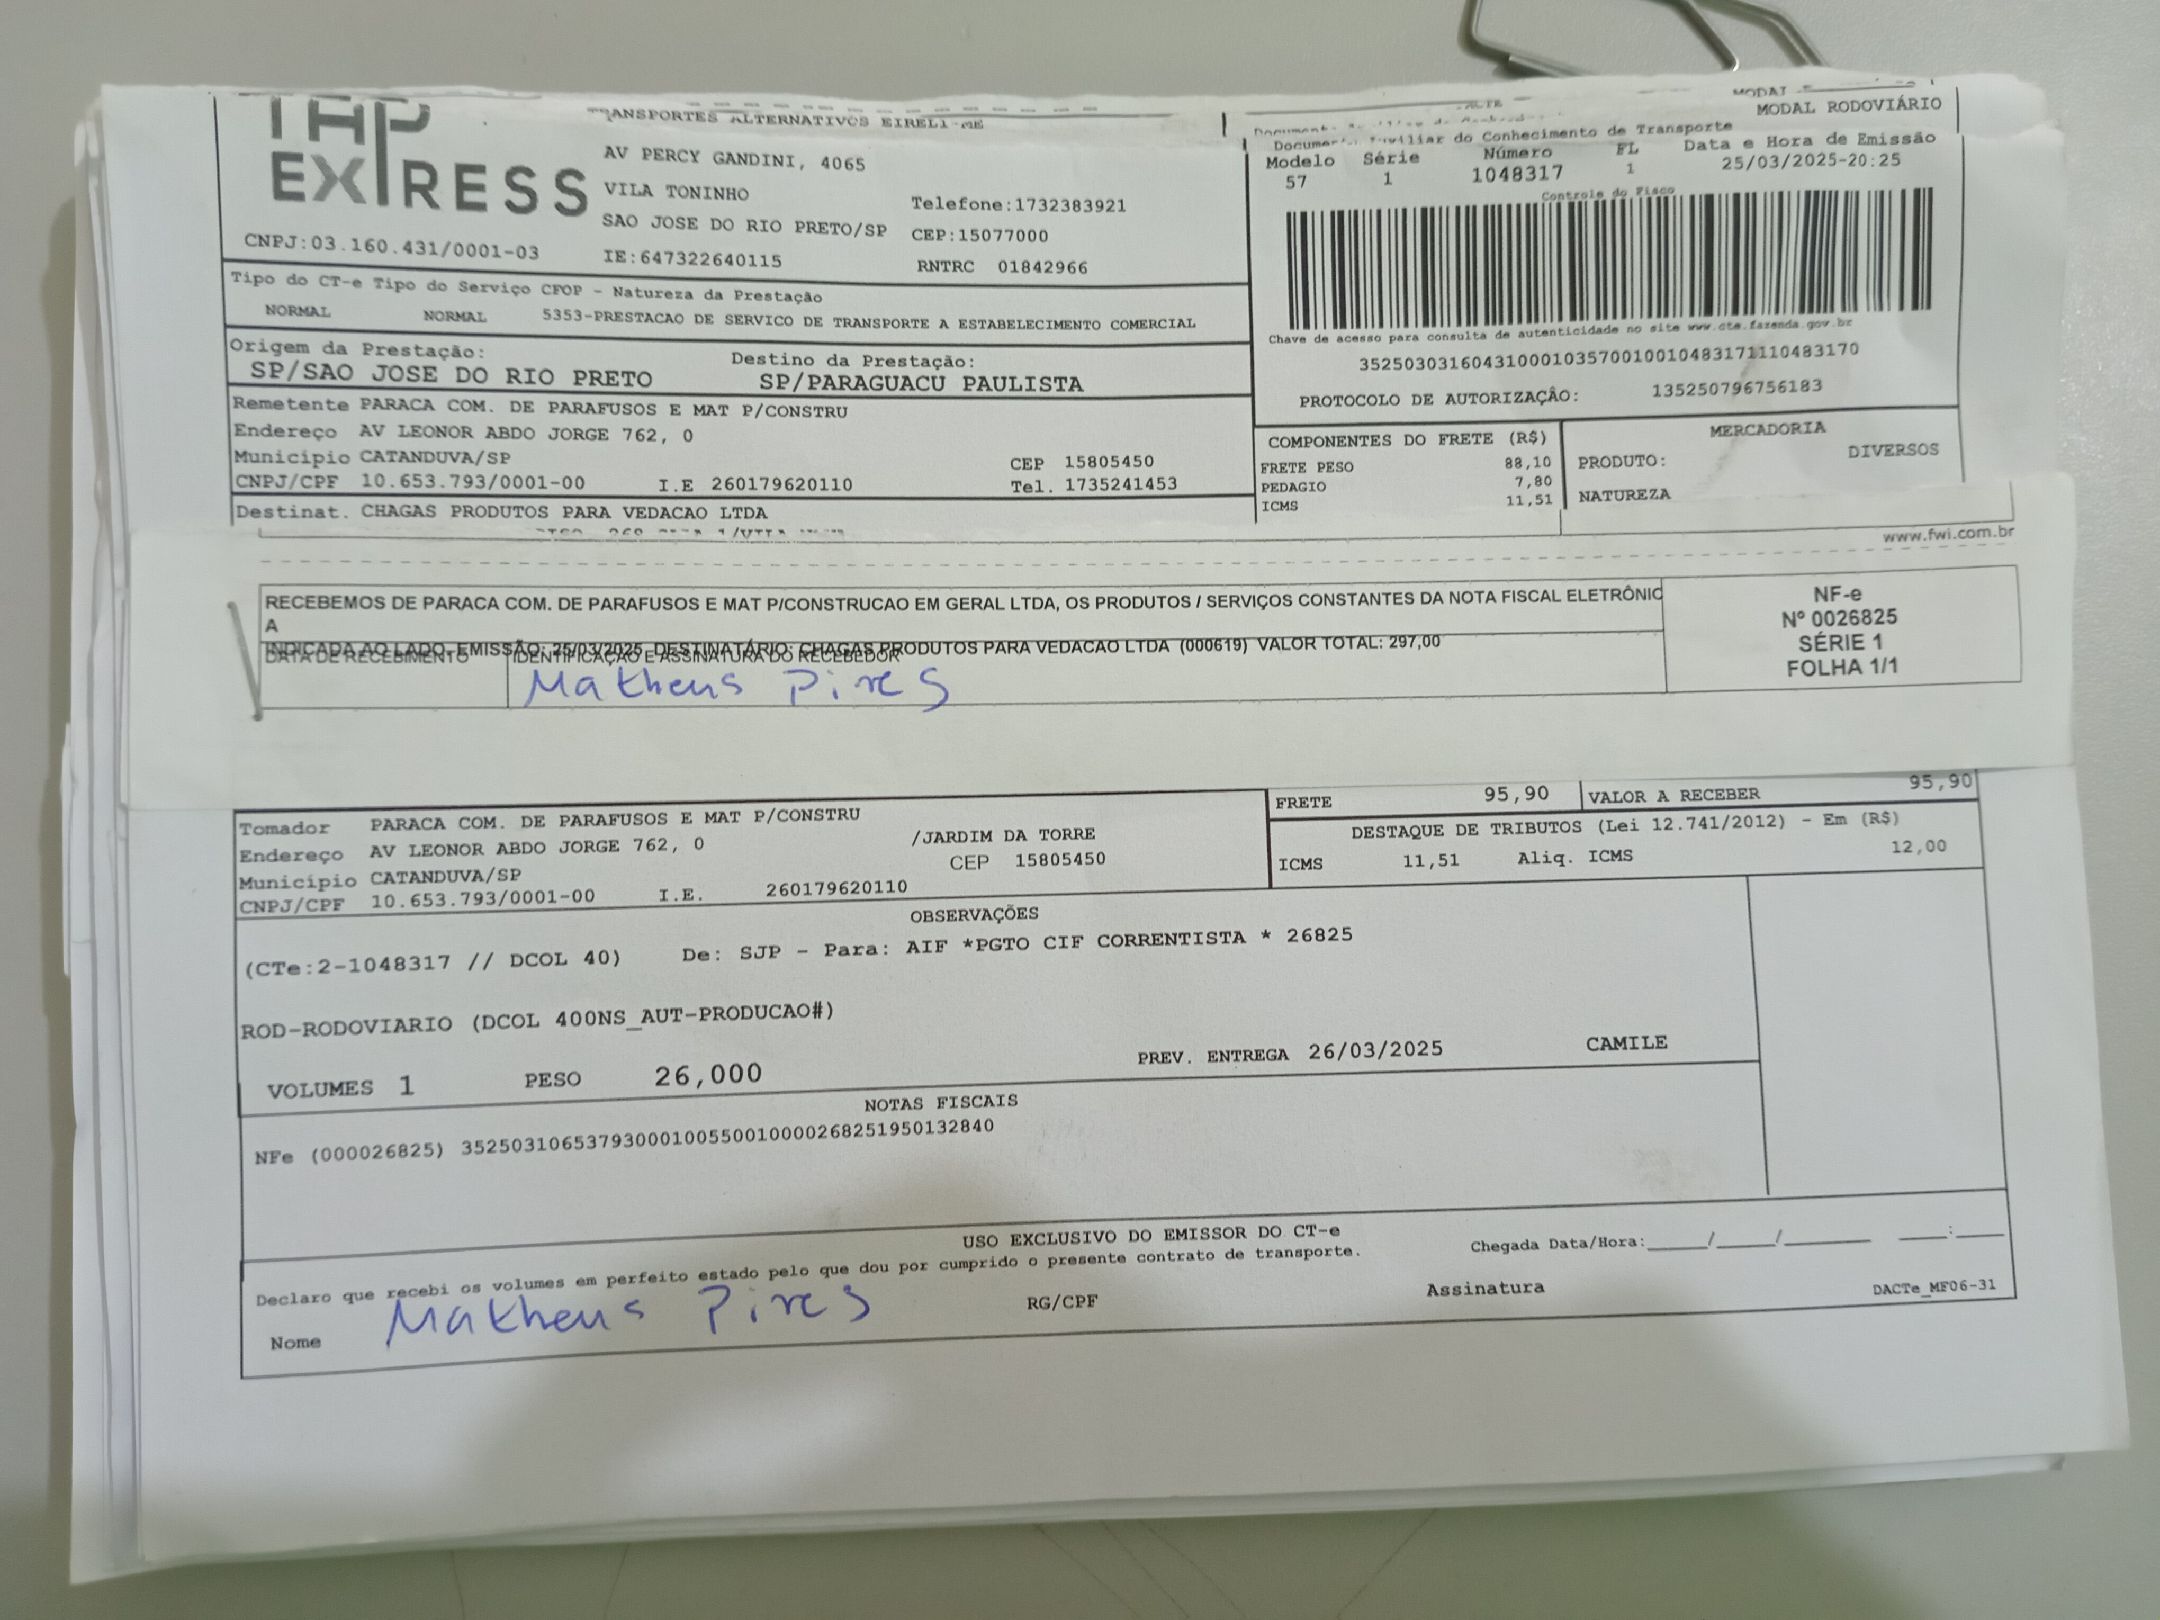 TAP
EXPRESS
TRANSPORTES ALTERNATIVOS EIRELI-ME
AV PERCY GANDINI, 4065
VILA TONINHO
Telefone:1732383921
SAO JOSE DO RIO PRETO/SP CEP:15077000
CNPJ:03.160.431/0001-03 IE:647322640115 RNTRC 01842966
MODAL
MODAL RODOVIÁRIO
Documento Auxiliar do Conhecimento de Transporte
Modelo Série Número FL Data e Hora de Emissão
57 1 1048317 1 25/03/2025-20:25
Controle do Fisco
Chave de acesso para consulta de autenticidade no site www.cte.fazenda.gov.br
35250303160431000103570010010483171110483170
PROTOCOLO DE AUTORIZAÇÂO: 135250796756183
Tipo do CT-e Tipo do Serviço CFOP - Natureza da Prestação
NORMAL NORMAL 5353-PRESTACAO DE SERVICO DE TRANSPORTE A ESTABELECIMENTO COMERCIAL
Origem da Prestação: Destino da Prestação:
SP/SAO JOSE DO RIO PRETO SP/PARAGUACU PAULISTA
Remetente PARACA COM. DE PARAFUSOS E MAT P/CONSTRU
Endereço AV LEONOR ABDO JORGE 762, 0
Município CATANDUVA/SP CEP 15805450
CNPJ/CPF 10.653.793/0001-00 I.E 260179620110 Tel. 1735241453
Destinat. CHAGAS PRODUTOS PARA VEDACAO LTDA
COMPONENTES DO FRETE (R$) MERCADORIA
FRETE PESO 88,10 PRODUTO: DIVERSOS
PEDAGIO 7,80
ICMS 11,51 NATUREZA
www.fwi.com.br
RECEBEMOS DE PARACA COM. DE PARAFUSOS E MAT P/CONSTRUCAO EM GERAL LTDA, OS PRODUTOS / SERVIÇOS CONSTANTES DA NOTA FISCAL ELETRÔNIC
A
INDICADA AO LADO. EMISSÃO: 25/03/2025 DESTINATÁRIO: CHAGAS PRODUTOS PARA VEDACAO LTDA (000619) VALOR TOTAL: 297,00
DATA DE RECEBIMENTO IDENTIFICAÇÃO E ASSINATURA DO RECEBEDOR
Matheus Pires
NF-e
Nº 0026825
SÉRIE 1
FOLHA 1/1
FRETE 95,90 VALOR A RECEBER 95,90
Tomador PARACA COM. DE PARAFUSOS E MAT P/CONSTRU
Endereço AV LEONOR ABDO JORGE 762, 0 /JARDIM DA TORRE
Município CATANDUVA/SP CEP 15805450
CNPJ/CPF 10.653.793/0001-00 I.E. 260179620110
DESTAQUE DE TRIBUTOS (Lei 12.741/2012) - Em (R$)
ICMS 11,51 Aliq. ICMS 12,00
OBSERVAÇÕES
(CTe:2-1048317 // DCOL 40) De: SJP - Para: AIF *PGTO CIF CORRENTISTA * 26825
ROD-RODOVIARIO (DCOL 400NS_AUT-PRODUCAO#)
VOLUMES 1 PESO 26,000 PREV. ENTREGA 26/03/2025 CAMILE
NOTAS FISCAIS
NFe (000026825) 35250310653793000100550010000268251950132840
USO EXCLUSIVO DO EMISSOR DO CT-e
Declaro que recebi os volumes em perfeito estado pelo que dou por cumprido o presente contrato de transporte. Chegada Data/Hora:_____/_____/_______ ____:____
Nome Matheus Pires RG/CPF Assinatura DACTe_MF06-31